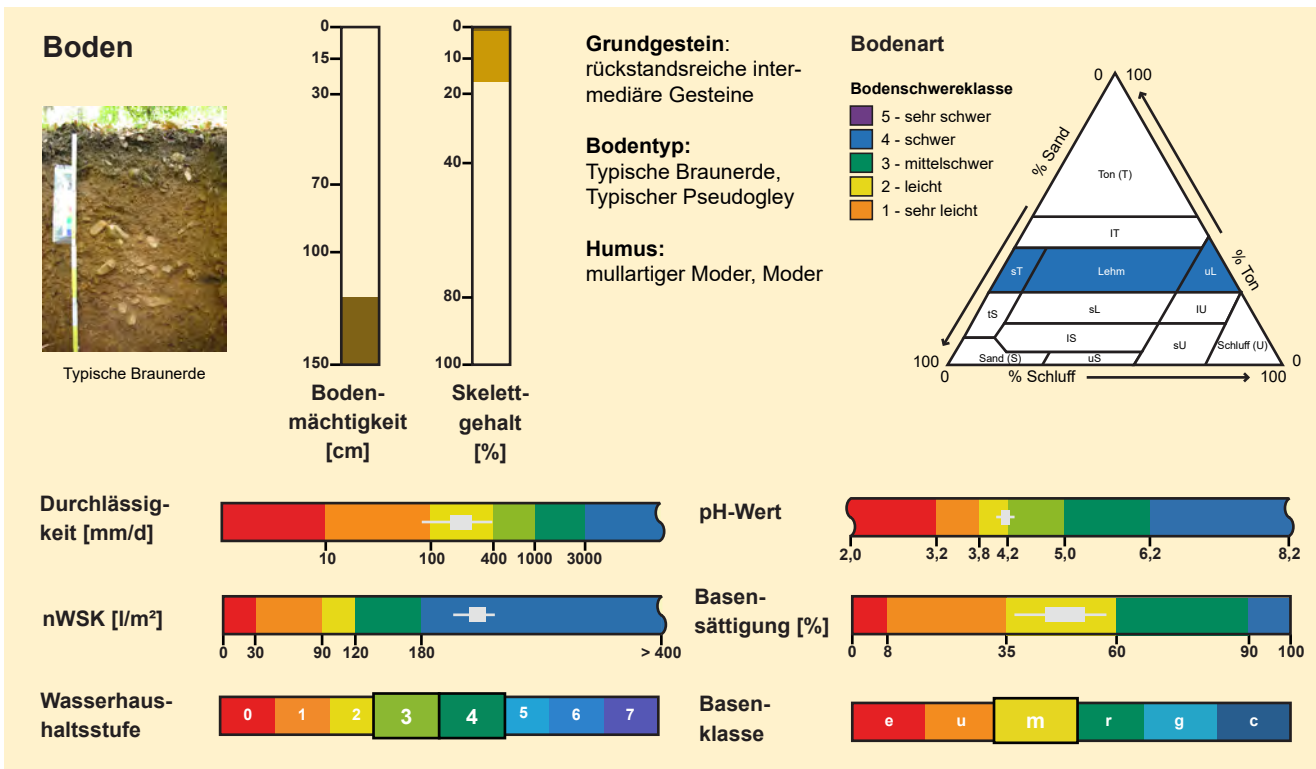 Boden
Typische Braunerde
0
15
30
70
100
150
Boden-
mächtigkeit
[cm]
0
10
20
40
80
100
Skelett-
gehalt
[%]
Grundgestein:
rückstandsreiche inter-
mediäre Gesteine
Bodentyp:
Typische Braunerde,
Typischer Pseudogley
Humus:
mullartiger Moder, Moder
Bodenart
Bodenschwereklasse
5 - sehr schwer
4 - schwer
3 - mittelschwer
2 - leicht
1 - sehr leicht
0 100
% Sand
% Ton
Ton (T)
lT
sT Lehm uL
tS sL lU
lS
Sand (S) uS sU Schluff (U)
100 0
0 % Schluff 100
Durchlässig-
keit [mm/d]
10 100 400 1000 3000
nWSK [l/m²]
0 30 90 120 180 > 400
Wasserhaus-
haltsstufe
0 1 2 3 4 5 6 7
pH-Wert
2,0 3,2 3,8 4,2 5,0 6,2 8,2
Basen-
sättigung [%]
0 8 35 60 90 100
Basen-
klasse
e u m r g c